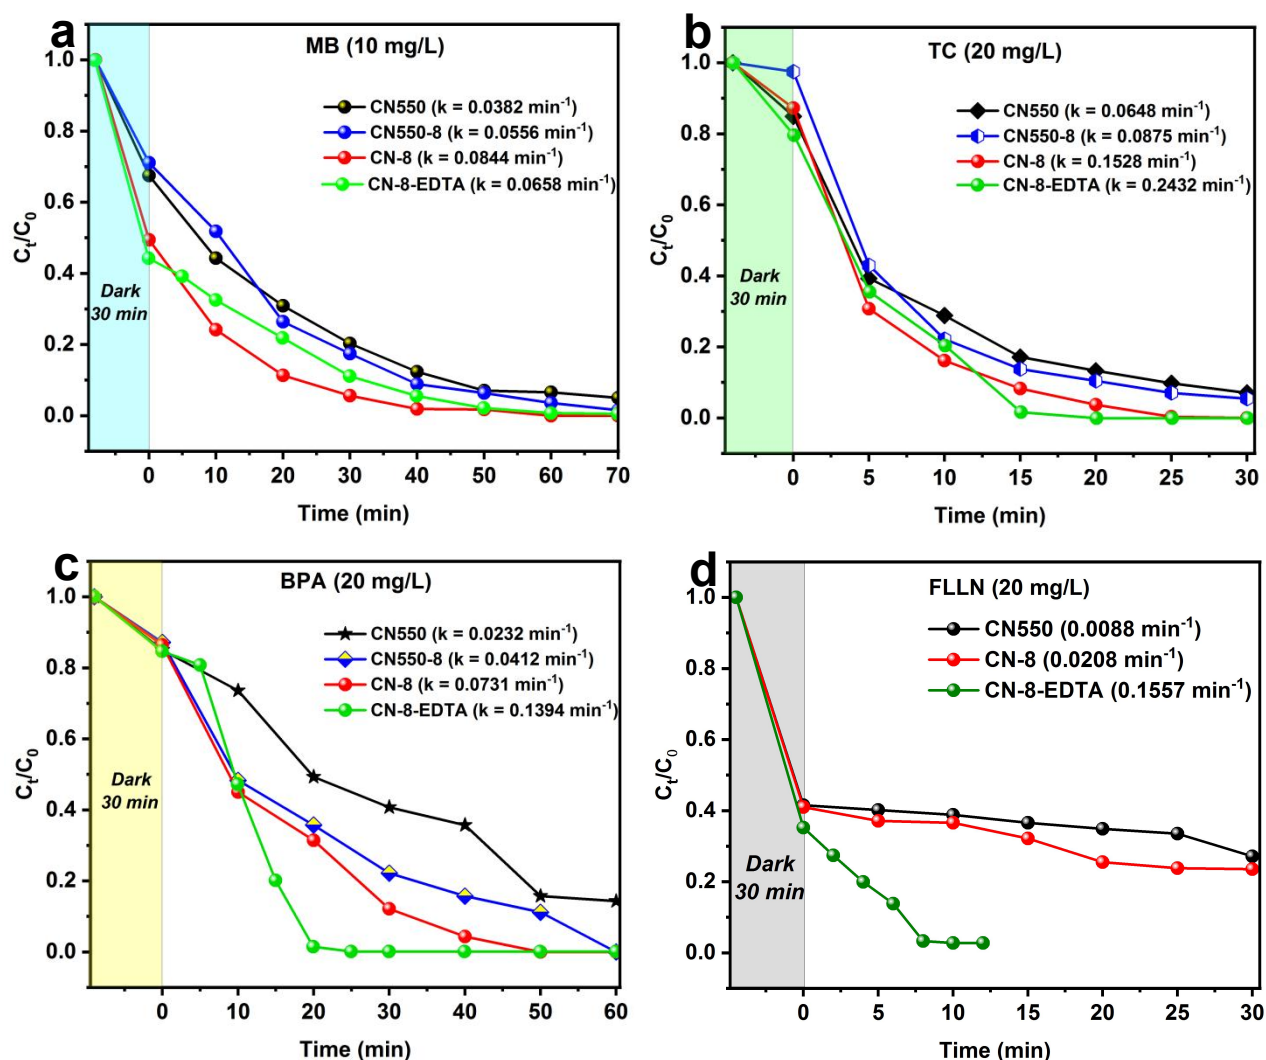 a
MB (10 mg/L)
CN550 (k = 0.0382 min⁻¹)
CN550-8 (k = 0.0556 min⁻¹)
CN-8 (k = 0.0844 min⁻¹)
CN-8-EDTA (k = 0.0658 min⁻¹)
Dark
30 min
Cₜ/C₀
1.0
0.8
0.6
0.4
0.2
0.0
0 10 20 30 40 50 60 70
Time (min)
b
TC (20 mg/L)
CN550 (k = 0.0648 min⁻¹)
CN550-8 (k = 0.0875 min⁻¹)
CN-8 (k = 0.1528 min⁻¹)
CN-8-EDTA (k = 0.2432 min⁻¹)
Dark
30 min
Cₜ/C₀
1.0
0.8
0.6
0.4
0.2
0.0
0 5 10 15 20 25 30
Time (min)
c
BPA (20 mg/L)
CN550 (k = 0.0232 min⁻¹)
CN550-8 (k = 0.0412 min⁻¹)
CN-8 (k = 0.0731 min⁻¹)
CN-8-EDTA (k = 0.1394 min⁻¹)
Dark
30 min
Cₜ/C₀
1.0
0.8
0.6
0.4
0.2
0.0
0 10 20 30 40 50 60
Time (min)
d
FLLN (20 mg/L)
CN550 (0.0088 min⁻¹)
CN-8 (0.0208 min⁻¹)
CN-8-EDTA (0.1557 min⁻¹)
Dark
30 min
Cₜ/C₀
1.0
0.8
0.6
0.4
0.2
0.0
0 5 10 15 20 25 30
Time (min)